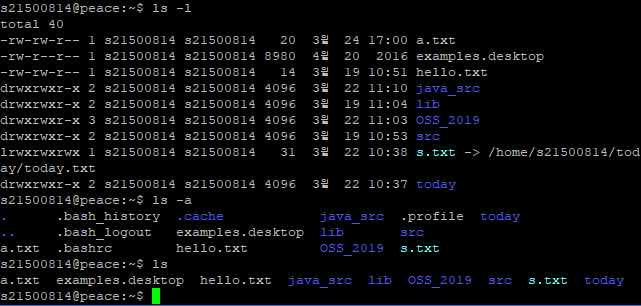 s21500814@peace:~$ ls -l
total 40
-rw-rw-r-- 1 s21500814 s21500814   20  3월  24 17:00 a.txt
-rw-r--r-- 1 s21500814 s21500814 8980  4월  20  2016 examples.desktop
-rw-rw-r-- 1 s21500814 s21500814   14  3월  19 10:51 hello.txt
drwxrwxr-x 2 s21500814 s21500814 4096  3월  22 11:10 java_src
drwxrwxr-x 2 s21500814 s21500814 4096  3월  19 11:04 lib
drwxrwxr-x 3 s21500814 s21500814 4096  3월  22 11:03 OSS_2019
drwxrwxr-x 2 s21500814 s21500814 4096  3월  19 10:53 src
lrwxrwxrwx 1 s21500814 s21500814   31  3월  22 10:38 s.txt -> /home/s21500814/tod
ay/today.txt
drwxrwxr-x 2 s21500814 s21500814 4096  3월  22 10:37 today
s21500814@peace:~$ ls -a
.      .bash_history  .cache            java_src  .profile  today
..     .bash_logout   examples.desktop  lib       src
a.txt  .bashrc        hello.txt         OSS_2019  s.txt
s21500814@peace:~$ ls
a.txt  examples.desktop  hello.txt  java_src  lib  OSS_2019  src  s.txt  today
s21500814@peace:~$